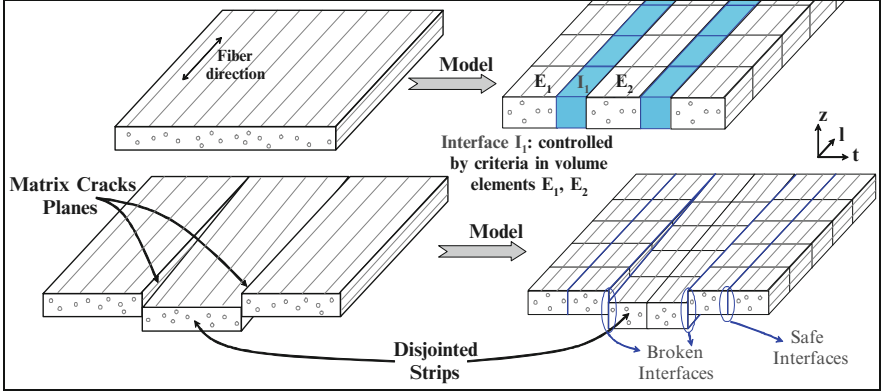 Fiber
direction
Model
E1 I1 E2
Interface I1: controlled
by criteria in volume
elements E1, E2
z
l
t
Matrix Cracks
Planes
Model
Disjointed
Strips
Broken
Interfaces
Safe
Interfaces